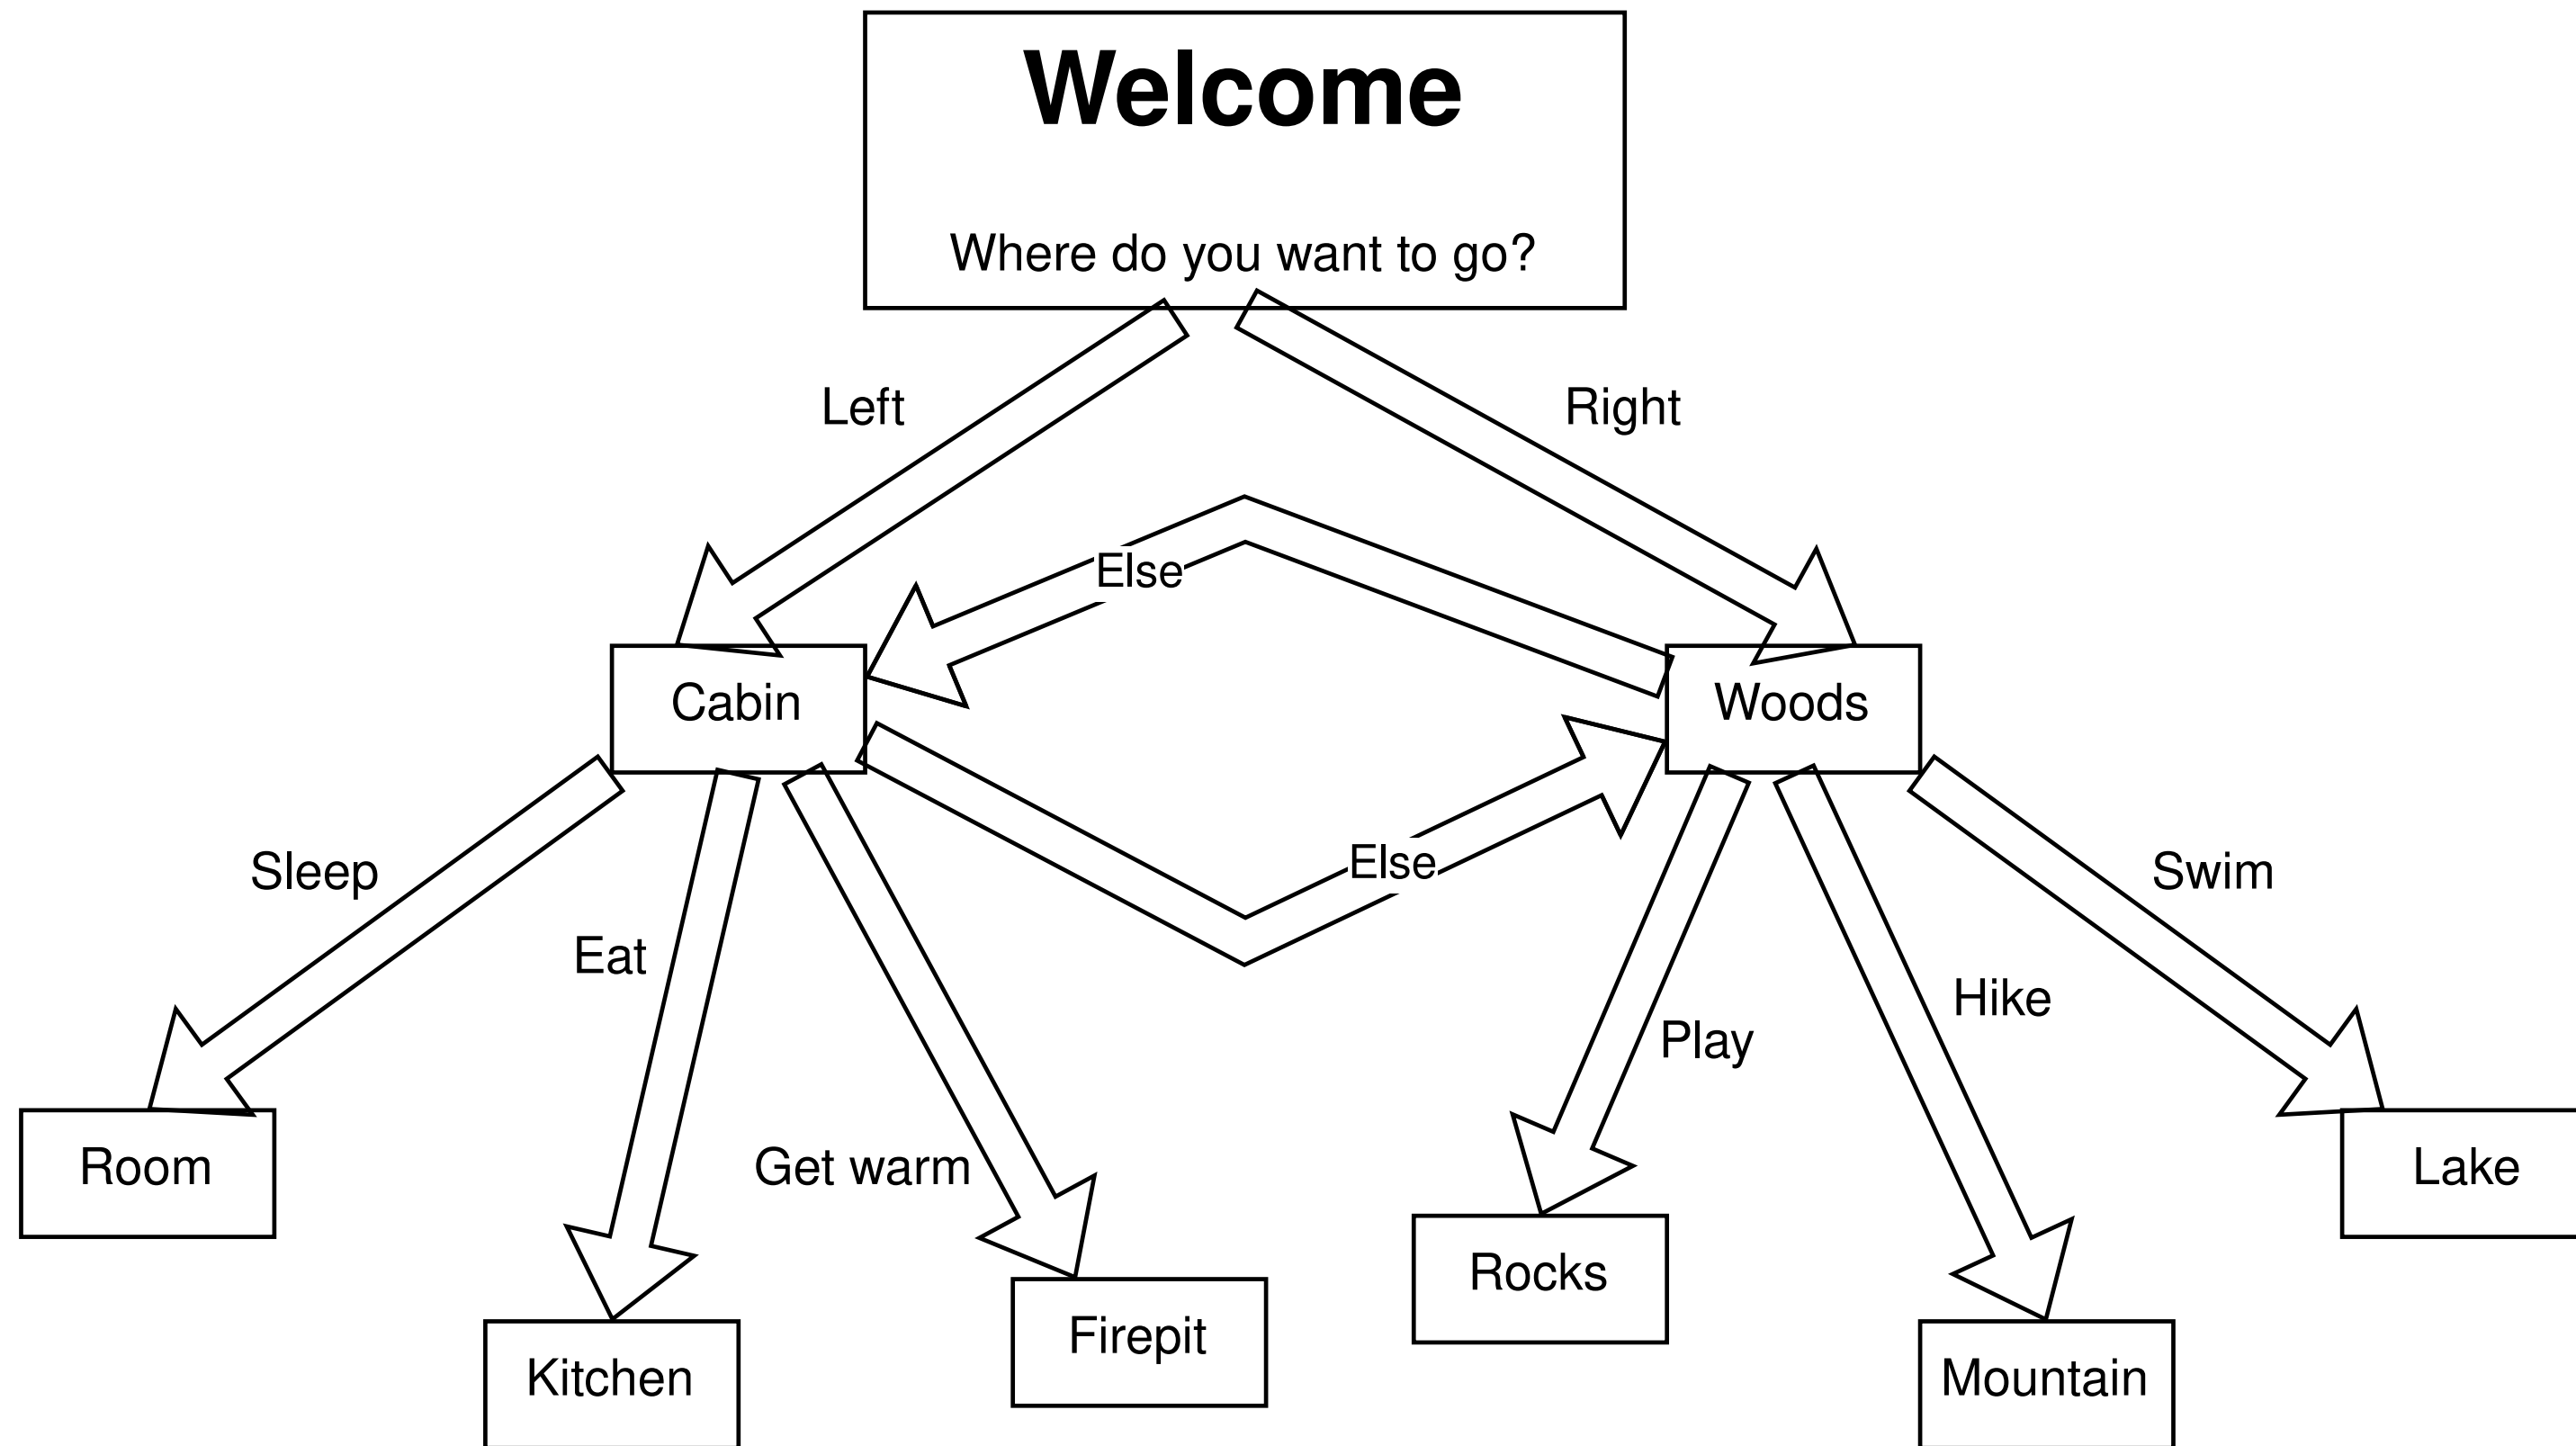 Welcome
Where do you want to go?
Left
Right
Else
Cabin
Woods
Else
Sleep
Swim
Eat
Hike
Play
Get warm
Room
Lake
Rocks
Firepit
Kitchen
Mountain